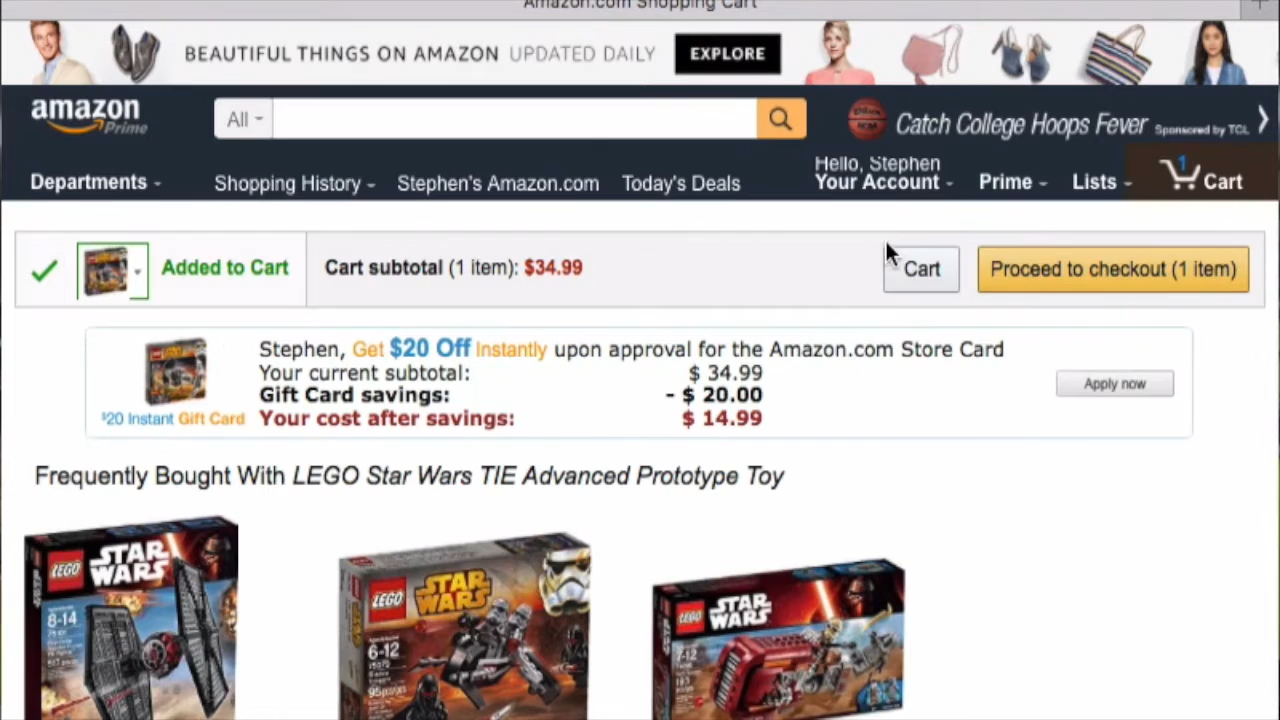 Amazon.com Shopping Cart
BEAUTIFUL THINGS ON AMAZON UPDATED DAILY EXPLORE
amazon
Prime
All
Catch College Hoops Fever Sponsored by TCL
Departments
Shopping History
Stephen's Amazon.com
Today's Deals
Hello, Stephen
Your Account
Prime
Lists
1
Cart
Added to Cart
Cart subtotal (1 item): $34.99
Cart
Proceed to checkout (1 item)
Stephen, Get $20 Off Instantly upon approval for the Amazon.com Store Card
Your current subtotal: $ 34.99
Gift Card savings: - $ 20.00
Your cost after savings: $ 14.99
$20 Instant Gift Card
Apply now
Frequently Bought With LEGO Star Wars TIE Advanced Prototype Toy
LEGO STAR WARS
8-14
LEGO STAR WARS
6-12
75079
95pcs/pzs
LEGO STAR WARS
7-12